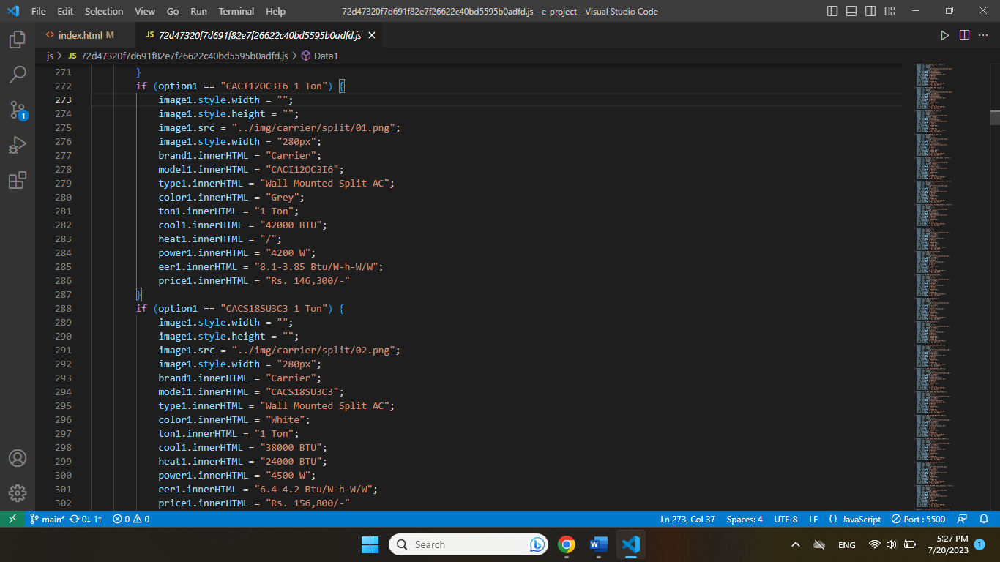 File Edit Selection View Go Run Terminal Help 72d47320f7d691f82e7f26622c40bd5595b0adfd.js - e-project - Visual Studio Code
<> index.html M JS 72d47320f7d691f82e7f26622c40bd5595b0adfd.js
js > JS 72d47320f7d691f82e7f26622c40bd5595b0adfd.js > Data1
271 }
272 if (option1 == "CACI12OC3I6 1 Ton") {
273 image1.style.width = "";
274 image1.style.height = "";
275 image1.src = "../img/carrier/split/01.png";
276 image1.style.width = "280px";
277 brand1.innerHTML = "Carrier";
278 model1.innerHTML = "CACI12OC3I6";
279 type1.innerHTML = "Wall Mounted Split AC";
280 color1.innerHTML = "Grey";
281 ton1.innerHTML = "1 Ton";
282 cool1.innerHTML = "42000 BTU";
283 heat1.innerHTML = "/";
284 power1.innerHTML = "4200 W";
285 eer1.innerHTML = "8.1-3.85 Btu/W-h-W/W";
286 price1.innerHTML = "Rs. 146,300/-"
287 }
288 if (option1 == "CACS18SU3C3 1 Ton") {
289 image1.style.width = "";
290 image1.style.height = "";
291 image1.src = "../img/carrier/split/02.png";
292 image1.style.width = "280px";
293 brand1.innerHTML = "Carrier";
294 model1.innerHTML = "CACS18SU3C3";
295 type1.innerHTML = "Wall Mounted Split AC";
296 color1.innerHTML = "White";
297 ton1.innerHTML = "1 Ton";
298 cool1.innerHTML = "38000 BTU";
299 heat1.innerHTML = "24000 BTU";
300 power1.innerHTML = "4500 W";
301 eer1.innerHTML = "6.4-4.2 Btu/W-h-W/W";
302 price1.innerHTML = "Rs. 156,800/-"
1
main* 0↓ 1↑ 0 0 Ln 273, Col 37 Spaces: 4 UTF-8 LF {} JavaScript Port : 5500
Search ENG 5:27 PM
7/20/2023 1